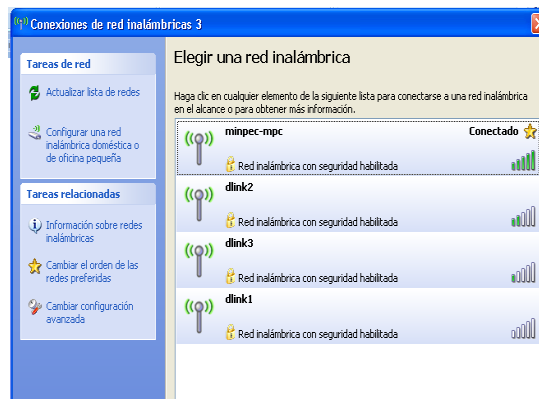 Conexiones de red inalámbricas 3
Tareas de red
Actualizar lista de redes
Configurar una red
inalámbrica doméstica o
de oficina pequeña
Tareas relacionadas
Información sobre redes
inalámbricas
Cambiar el orden de las
redes preferidas
Cambiar configuración
avanzada
Elegir una red inalámbrica
Haga clic en cualquier elemento de la siguiente lista para conectarse a una red inalámbrica
en el alcance o para obtener más información.
minpec-mpc Conectado
Red inalámbrica con seguridad habilitada
dlink2
Red inalámbrica con seguridad habilitada
dlink3
Red inalámbrica con seguridad habilitada
dlink1
Red inalámbrica con seguridad habilitada